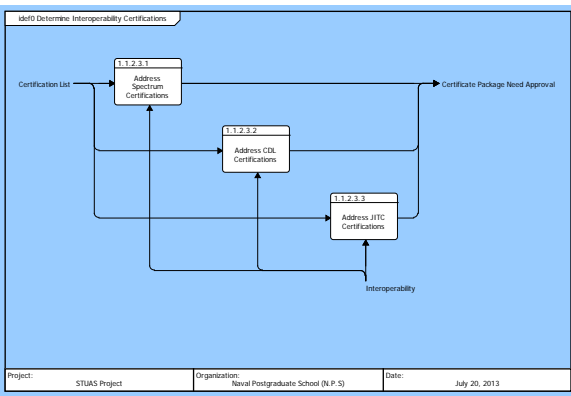 idef0 Determine Interoperability Certifications
1.1.2.3.1
Address
Spectrum
Certifications
Certification List
Certificate Package Need Approval
1.1.2.3.2
Address CDL
Certifications
1.1.2.3.3
Address JITC
Certifications
Interoperability
Project:
STUAS Project
Organization:
Naval Postgraduate School (N.P.S)
Date:
July 20, 2013